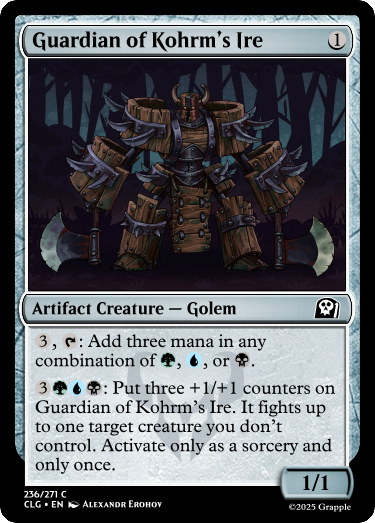 Guardian of Kohrm's Ire 1
Artifact Creature — Golem
3, T: Add three mana in any
combination of G, U, or B.
3GUB: Put three +1/+1 counters on
Guardian of Kohrm's Ire. It fights up
to one target creature you don't
control. Activate only as a sorcery and
only once.
1/1
236/271 C
CLG • EN Alexandr Erohov
©2025 Grapple